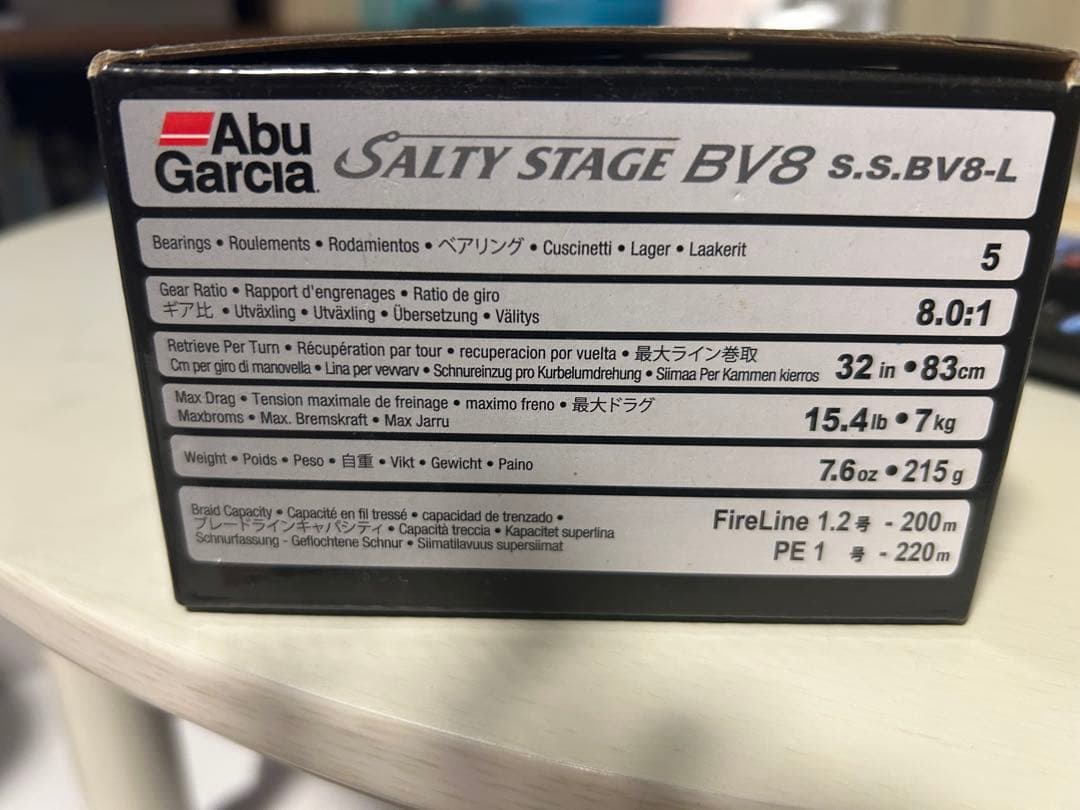 Abu Garcia SALTY STAGE BV8 S.S.BV8-L
Bearings • Roulements • Rodamientos • ベアリング • Cuscinetti • Lager • Laakerit 5
Gear Ratio • Rapport d'engrenages • Ratio de giro
ギア比 • Utväxling • Utväxling • Übersetzung • Välitys 8.0:1
Retrieve Per Turn • Récupération par tour • recuperacion por vuelta • 最大ライン巻取
Cm per giro di manovella • Lina per vevvarv • Schnureinzug pro Kurbelumdrehung • Siimaa Per Kammen kierros 32 in • 83cm
Max Drag • Tension maximale de freinage • maximo freno • 最大ドラグ
Maxbroms • Max. Bremskraft • Max Jarru 15.4lb • 7kg
Weight • Poids • Peso • 自重 • Vikt • Gewicht • Paino 7.6oz • 215g
Braid Capacity • Capacité en fil tressé • capacidad de trenzado •
ブレードラインキャパシティ • Capacità treccia • Kapacitet superlina
Schnurfassung - Geflochtene Schnur • Siimatilavuus supersiimat
FireLine 1.2号 - 200m
PE 1 号 - 220m